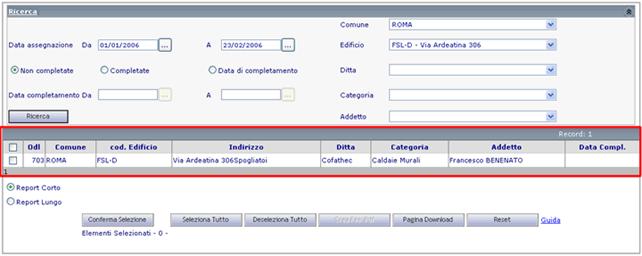 Ricerca
Comune ROMA
Data assegnazione Da 01/01/2006 ... A 23/02/2006 ... Edificio FSL-D - Via Ardeatina 306
Non completate Completate Data di completamento Ditta
Data completamento Da ... A ... Categoria
Ricerca Addetto
Record: 1
Odl Comune cod. Edificio Indirizzo Ditta Categoria Addetto Data Compl.
703 ROMA FSL-D Via Ardeatina 306Spogliatoi Cofathec Caldaie Murali Francesco BENENATO
1
Report Corto
Report Lungo
Conferma Selezione Seleziona Tutto Deseleziona Tutto Pagina Download Reset Guida
Elementi Selezionati - 0 -